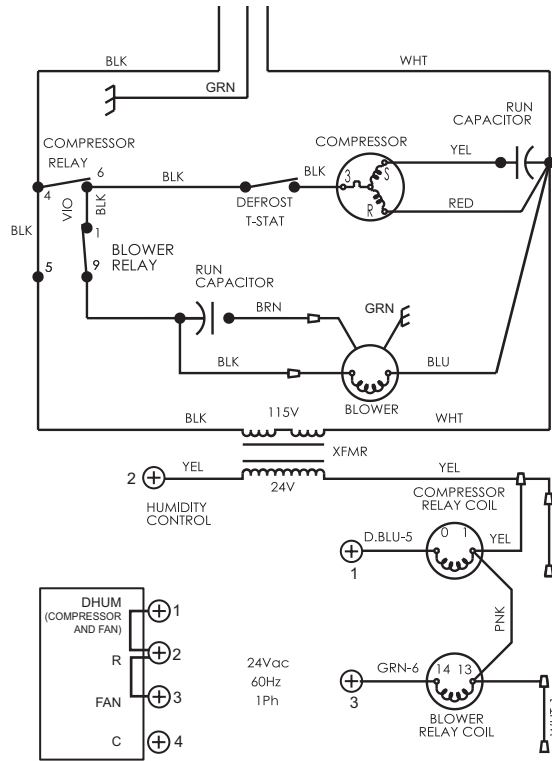 BLK
WHT
GRN
RUN
CAPACITOR
COMPRESSOR
RELAY
COMPRESSOR
YEL
6
4
BLK
BLK
3
S
R
RED
DEFROST
T-STAT
VIO
BLK
1
BLK
5
9
BLOWER
RELAY
RUN
CAPACITOR
BRN
GRN
BLK
BLU
BLOWER
BLK
115V
WHT
XFMR
2
YEL
24V
YEL
HUMIDITY
CONTROL
COMPRESSOR
RELAY COIL
D.BLU-5
0 1
YEL
1
PNK
DHUM
(COMPRESSOR
AND FAN)
1
R
2
FAN
3
C
4
24Vac
60Hz
1Ph
GRN-6
14 13
3
BLOWER
RELAY COIL